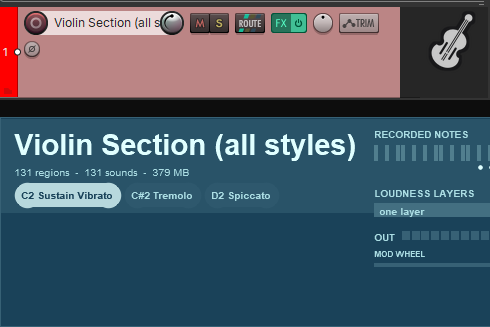 1
Violin Section (all s
M S ROUTE FX TRIM
Violin Section (all styles)
131 regions - 131 sounds - 379 MB
C2 Sustain Vibrato C#2 Tremolo D2 Spiccato
RECORDED NOTES
LOUDNESS LAYERS
one layer
OUT
MOD WHEEL